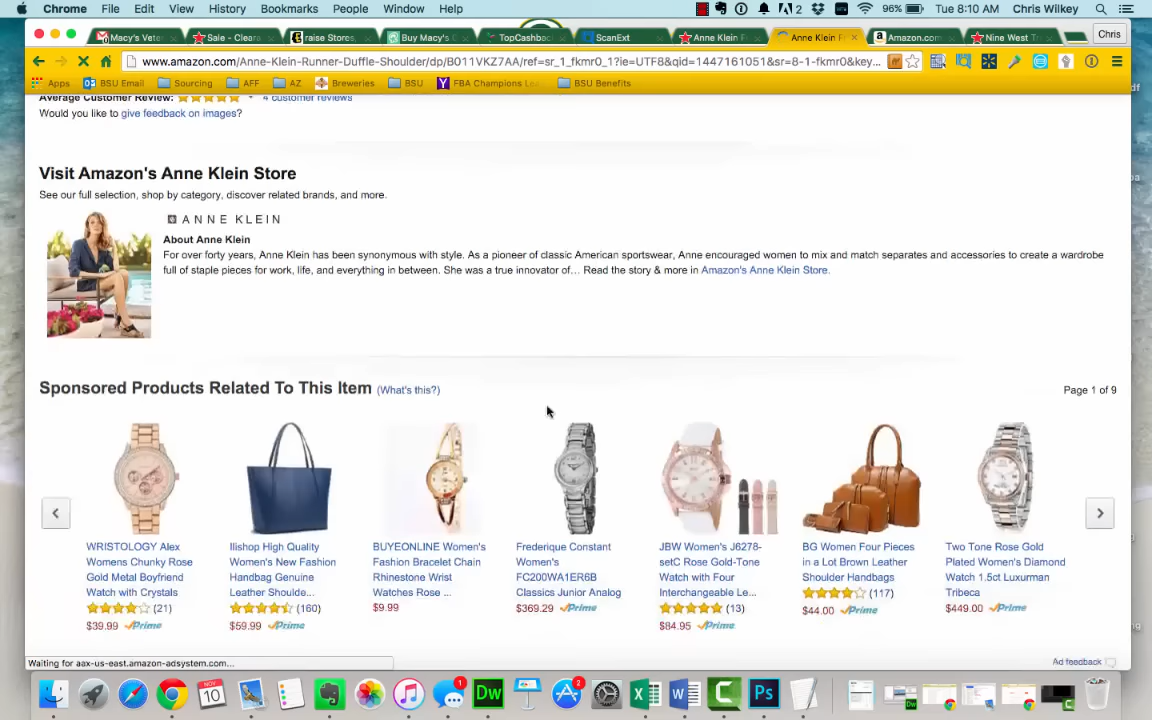 Chrome File Edit View History Bookmarks People Window Help 2 96% Tue 8:10 AM Chris Wilkey
Macy's Vete Sale - Cleara raise Stores, Buy Macy's G TopCashback ScanExt Anne Klein R Anne Klein R Amazon.com Nine West Tr Chris
www.amazon.com/Anne-Klein-Runner-Duffle-Shoulder/dp/B011VKZ7AA/ref=sr_1_fkmr0_1?ie=UTF8&qid=1447161051&sr=8-1-fkmr0&key...
Apps BSU Email Sourcing AFF AZ Breweries BSU FBA Champions Lea BSU Benefits
Average Customer Review: 4 customer reviews
Would you like to give feedback on images?
Visit Amazon's Anne Klein Store
See our full selection, shop by category, discover related brands, and more.
ANNE KLEIN
About Anne Klein
For over forty years, Anne Klein has been synonymous with style. As a pioneer of classic American sportswear, Anne encouraged women to mix and match separates and accessories to create a wardrobe
full of staple pieces for work, life, and everything in between. She was a true innovator of... Read the story & more in Amazon's Anne Klein Store.
Sponsored Products Related To This Item (What's this?) Page 1 of 9
WRISTOLOGY Alex
Womens Chunky Rose
Gold Metal Boyfriend
Watch with Crystals
(21)
$39.99 Prime
Ilishop High Quality
Women's New Fashion
Handbag Genuine
Leather Shoulde...
(160)
$59.99 Prime
BUYEONLINE Women's
Fashion Bracelet Chain
Rhinestone Wrist
Watches Rose ...
$9.99
Frederique Constant
Women's
FC200WA1ER6B
Classics Junior Analog
$369.29 Prime
JBW Women's J6278-
setC Rose Gold-Tone
Watch with Four
Interchangeable Le...
(13)
$84.95 Prime
BG Women Four Pieces
in a Lot Brown Leather
Shoulder Handbags
(117)
$44.00 Prime
Two Tone Rose Gold
Plated Women's Diamond
Watch 1.5ct Luxurman
Tribeca
$449.00 Prime
Waiting for aax-us-east.amazon-adsystem.com...
Ad feedback
NOV
10
1
Dw
2
X
W
C
Ps